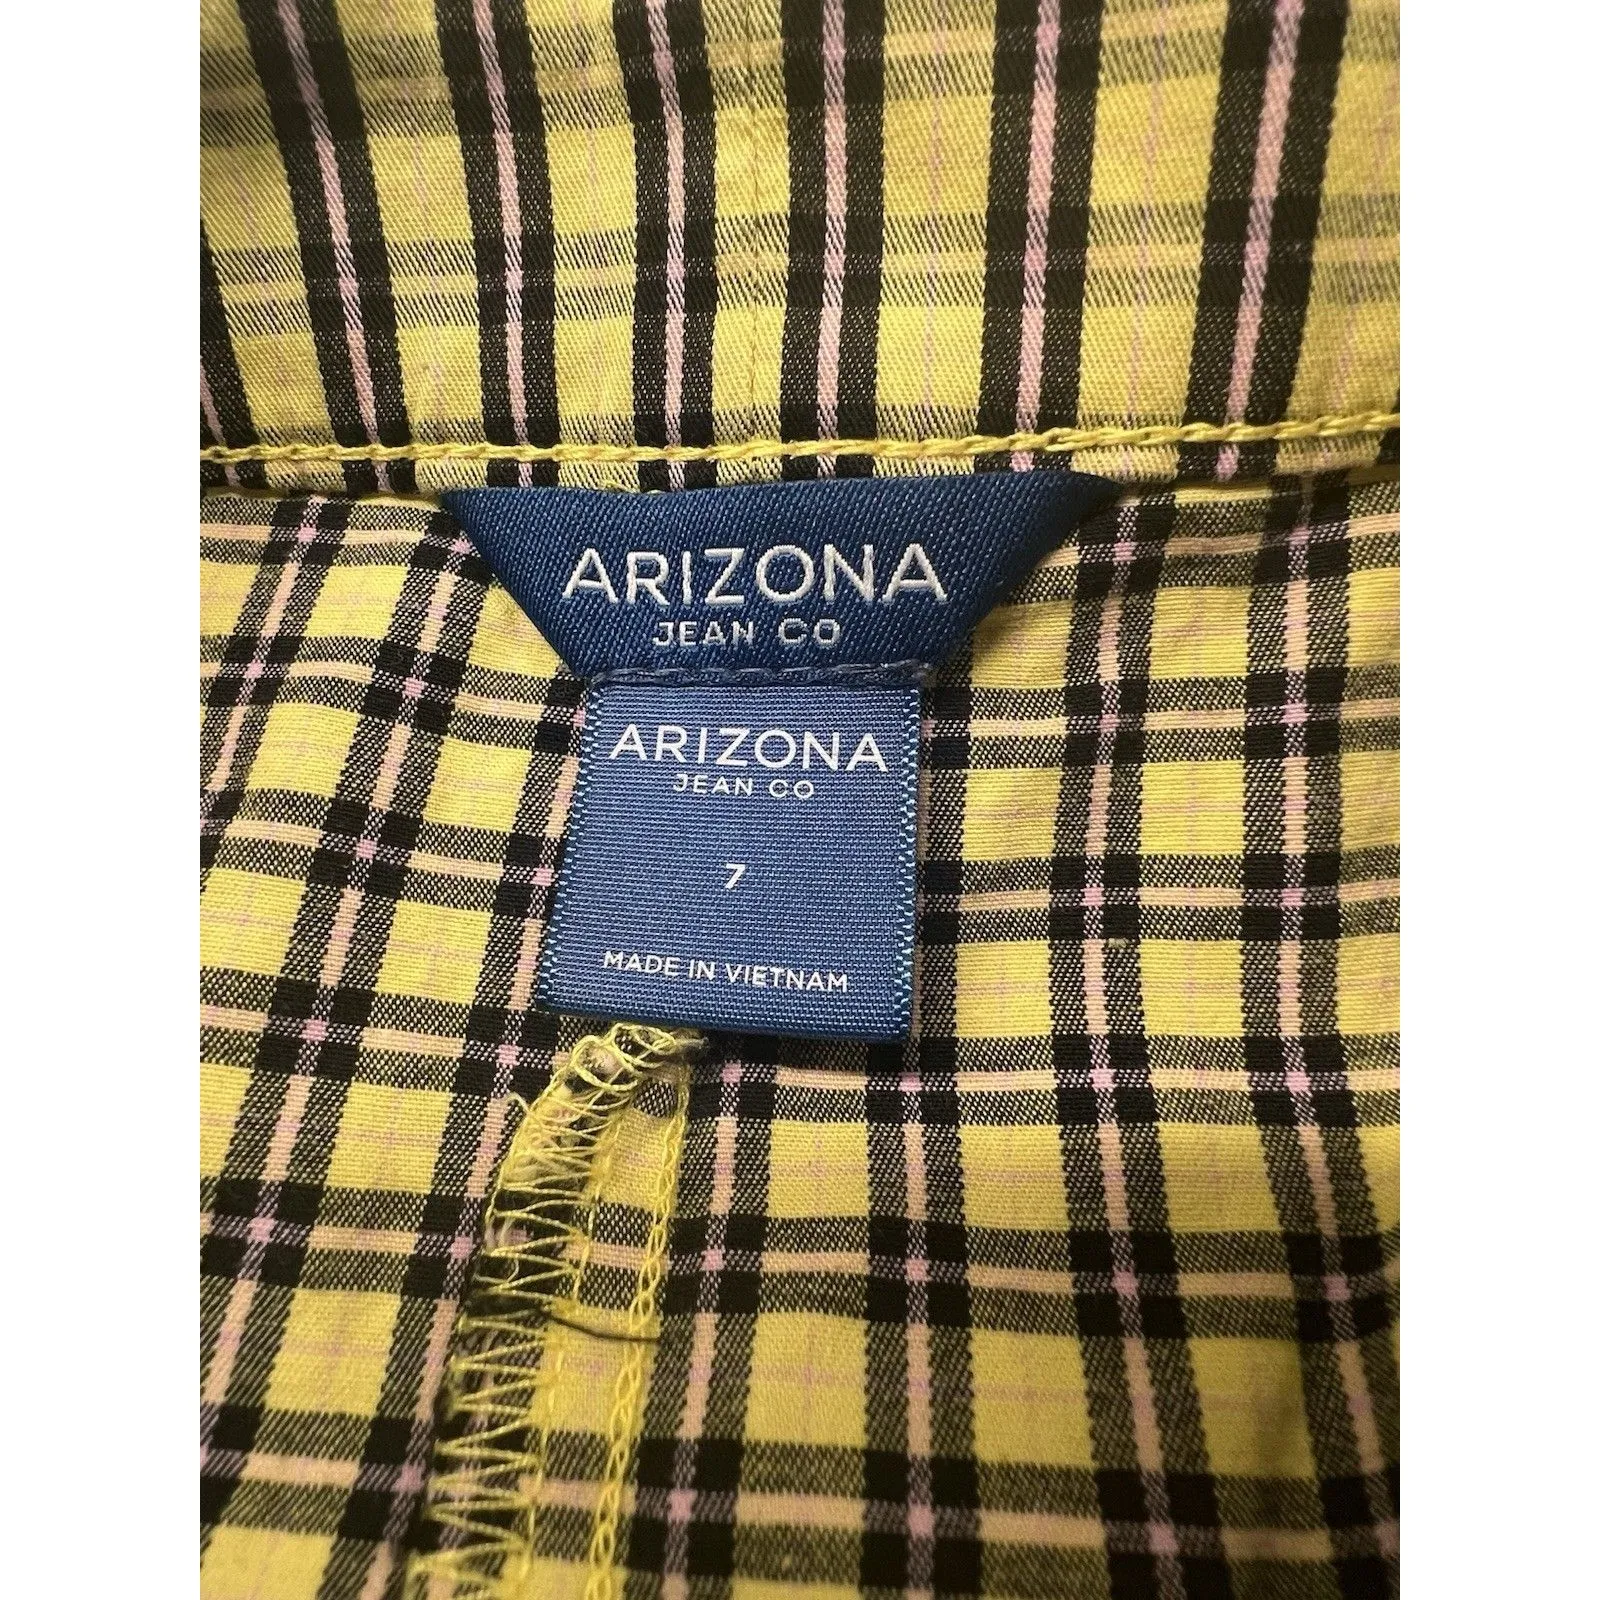 ARIZONA
JEAN CO
ARIZONA
JEAN CO
7
MADE IN VIETNAM